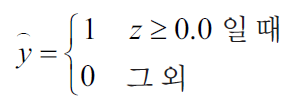 ŷ = { 1 z ≥ 0.0 일 때
0 그 외